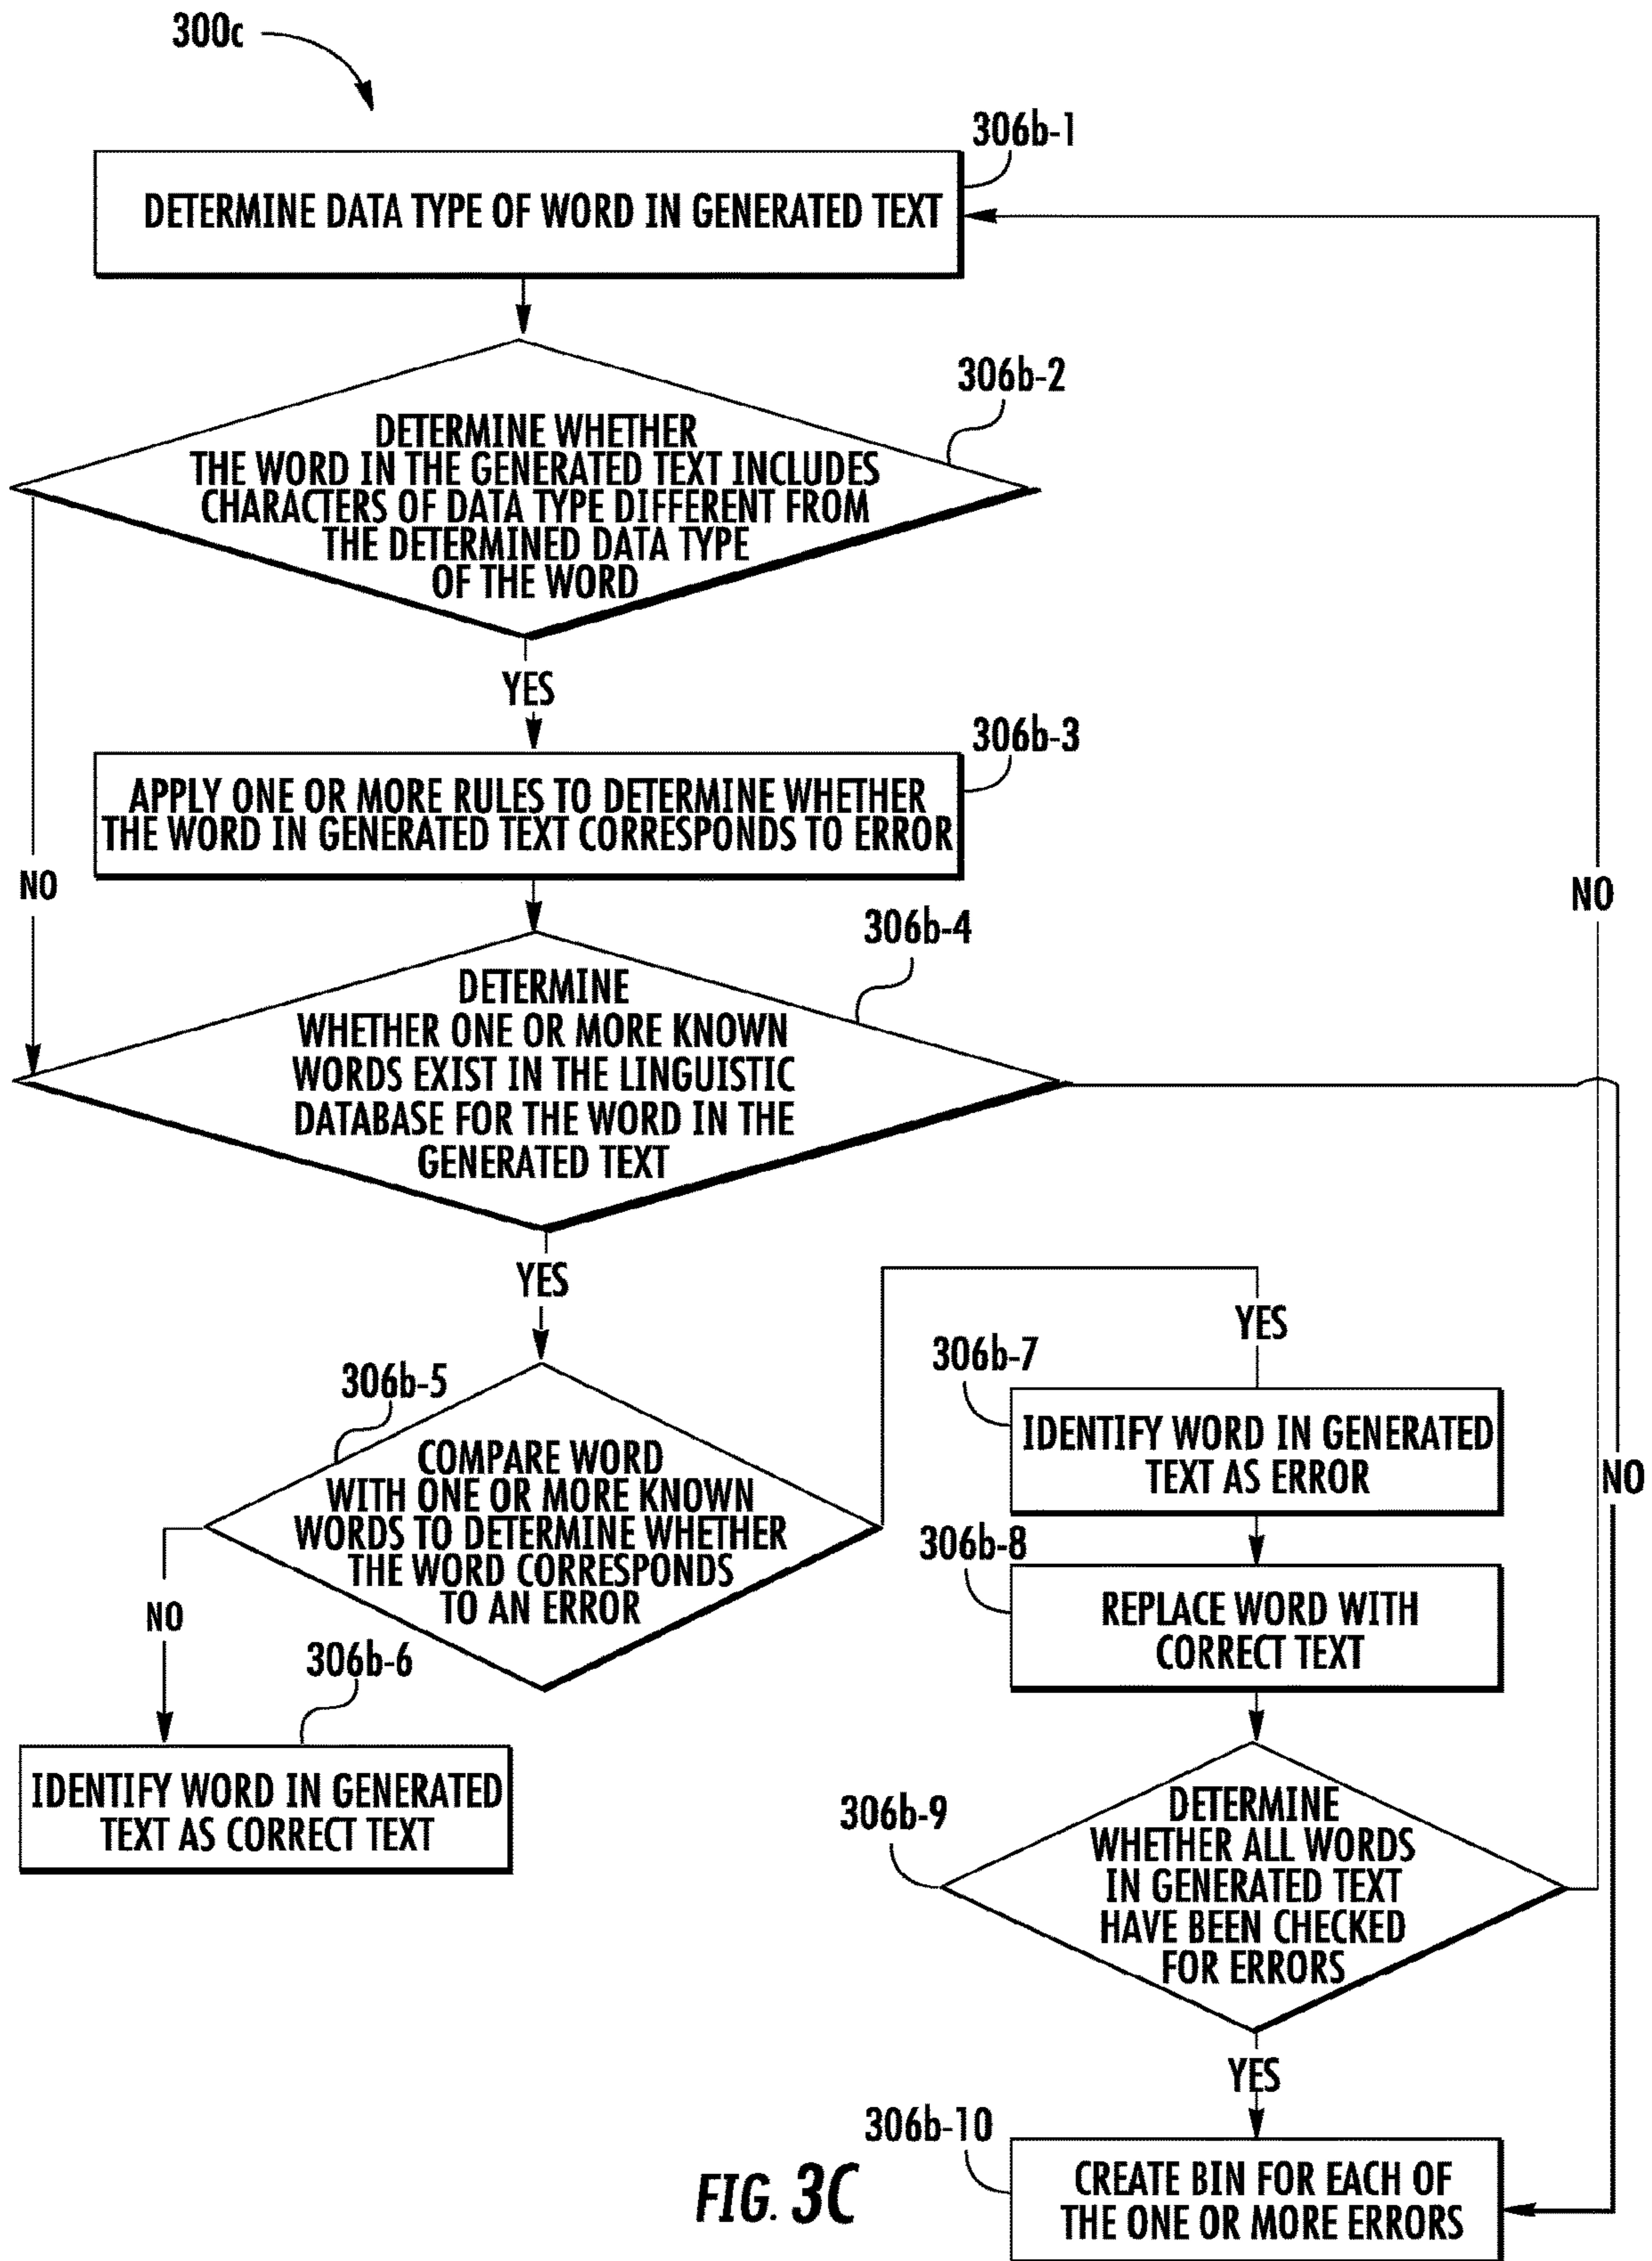 300c
306b-1
DETERMINE DATA TYPE OF WORD IN GENERATED TEXT
306b-2
DETERMINE WHETHER
THE WORD IN THE GENERATED TEXT INCLUDES
CHARACTERS OF DATA TYPE DIFFERENT FROM
THE DETERMINED DATA TYPE
OF THE WORD
YES
306b-3
APPLY ONE OR MORE RULES TO DETERMINE WHETHER
THE WORD IN GENERATED TEXT CORRESPONDS TO ERROR
NO
NO
306b-4
DETERMINE
WHETHER ONE OR MORE KNOWN
WORDS EXIST IN THE LINGUISTIC
DATABASE FOR THE WORD IN THE
GENERATED TEXT
YES
YES
306b-5
COMPARE WORD
WITH ONE OR MORE KNOWN
WORDS TO DETERMINE WHETHER
THE WORD CORRESPONDS
TO AN ERROR
306b-7
IDENTIFY WORD IN GENERATED
TEXT AS ERROR
NO
306b-8
REPLACE WORD WITH
CORRECT TEXT
NO
306b-6
IDENTIFY WORD IN GENERATED
TEXT AS CORRECT TEXT
306b-9
DETERMINE
WHETHER ALL WORDS
IN GENERATED TEXT
HAVE BEEN CHECKED
FOR ERRORS
YES
306b-10
CREATE BIN FOR EACH OF
THE ONE OR MORE ERRORS
FIG. 3C